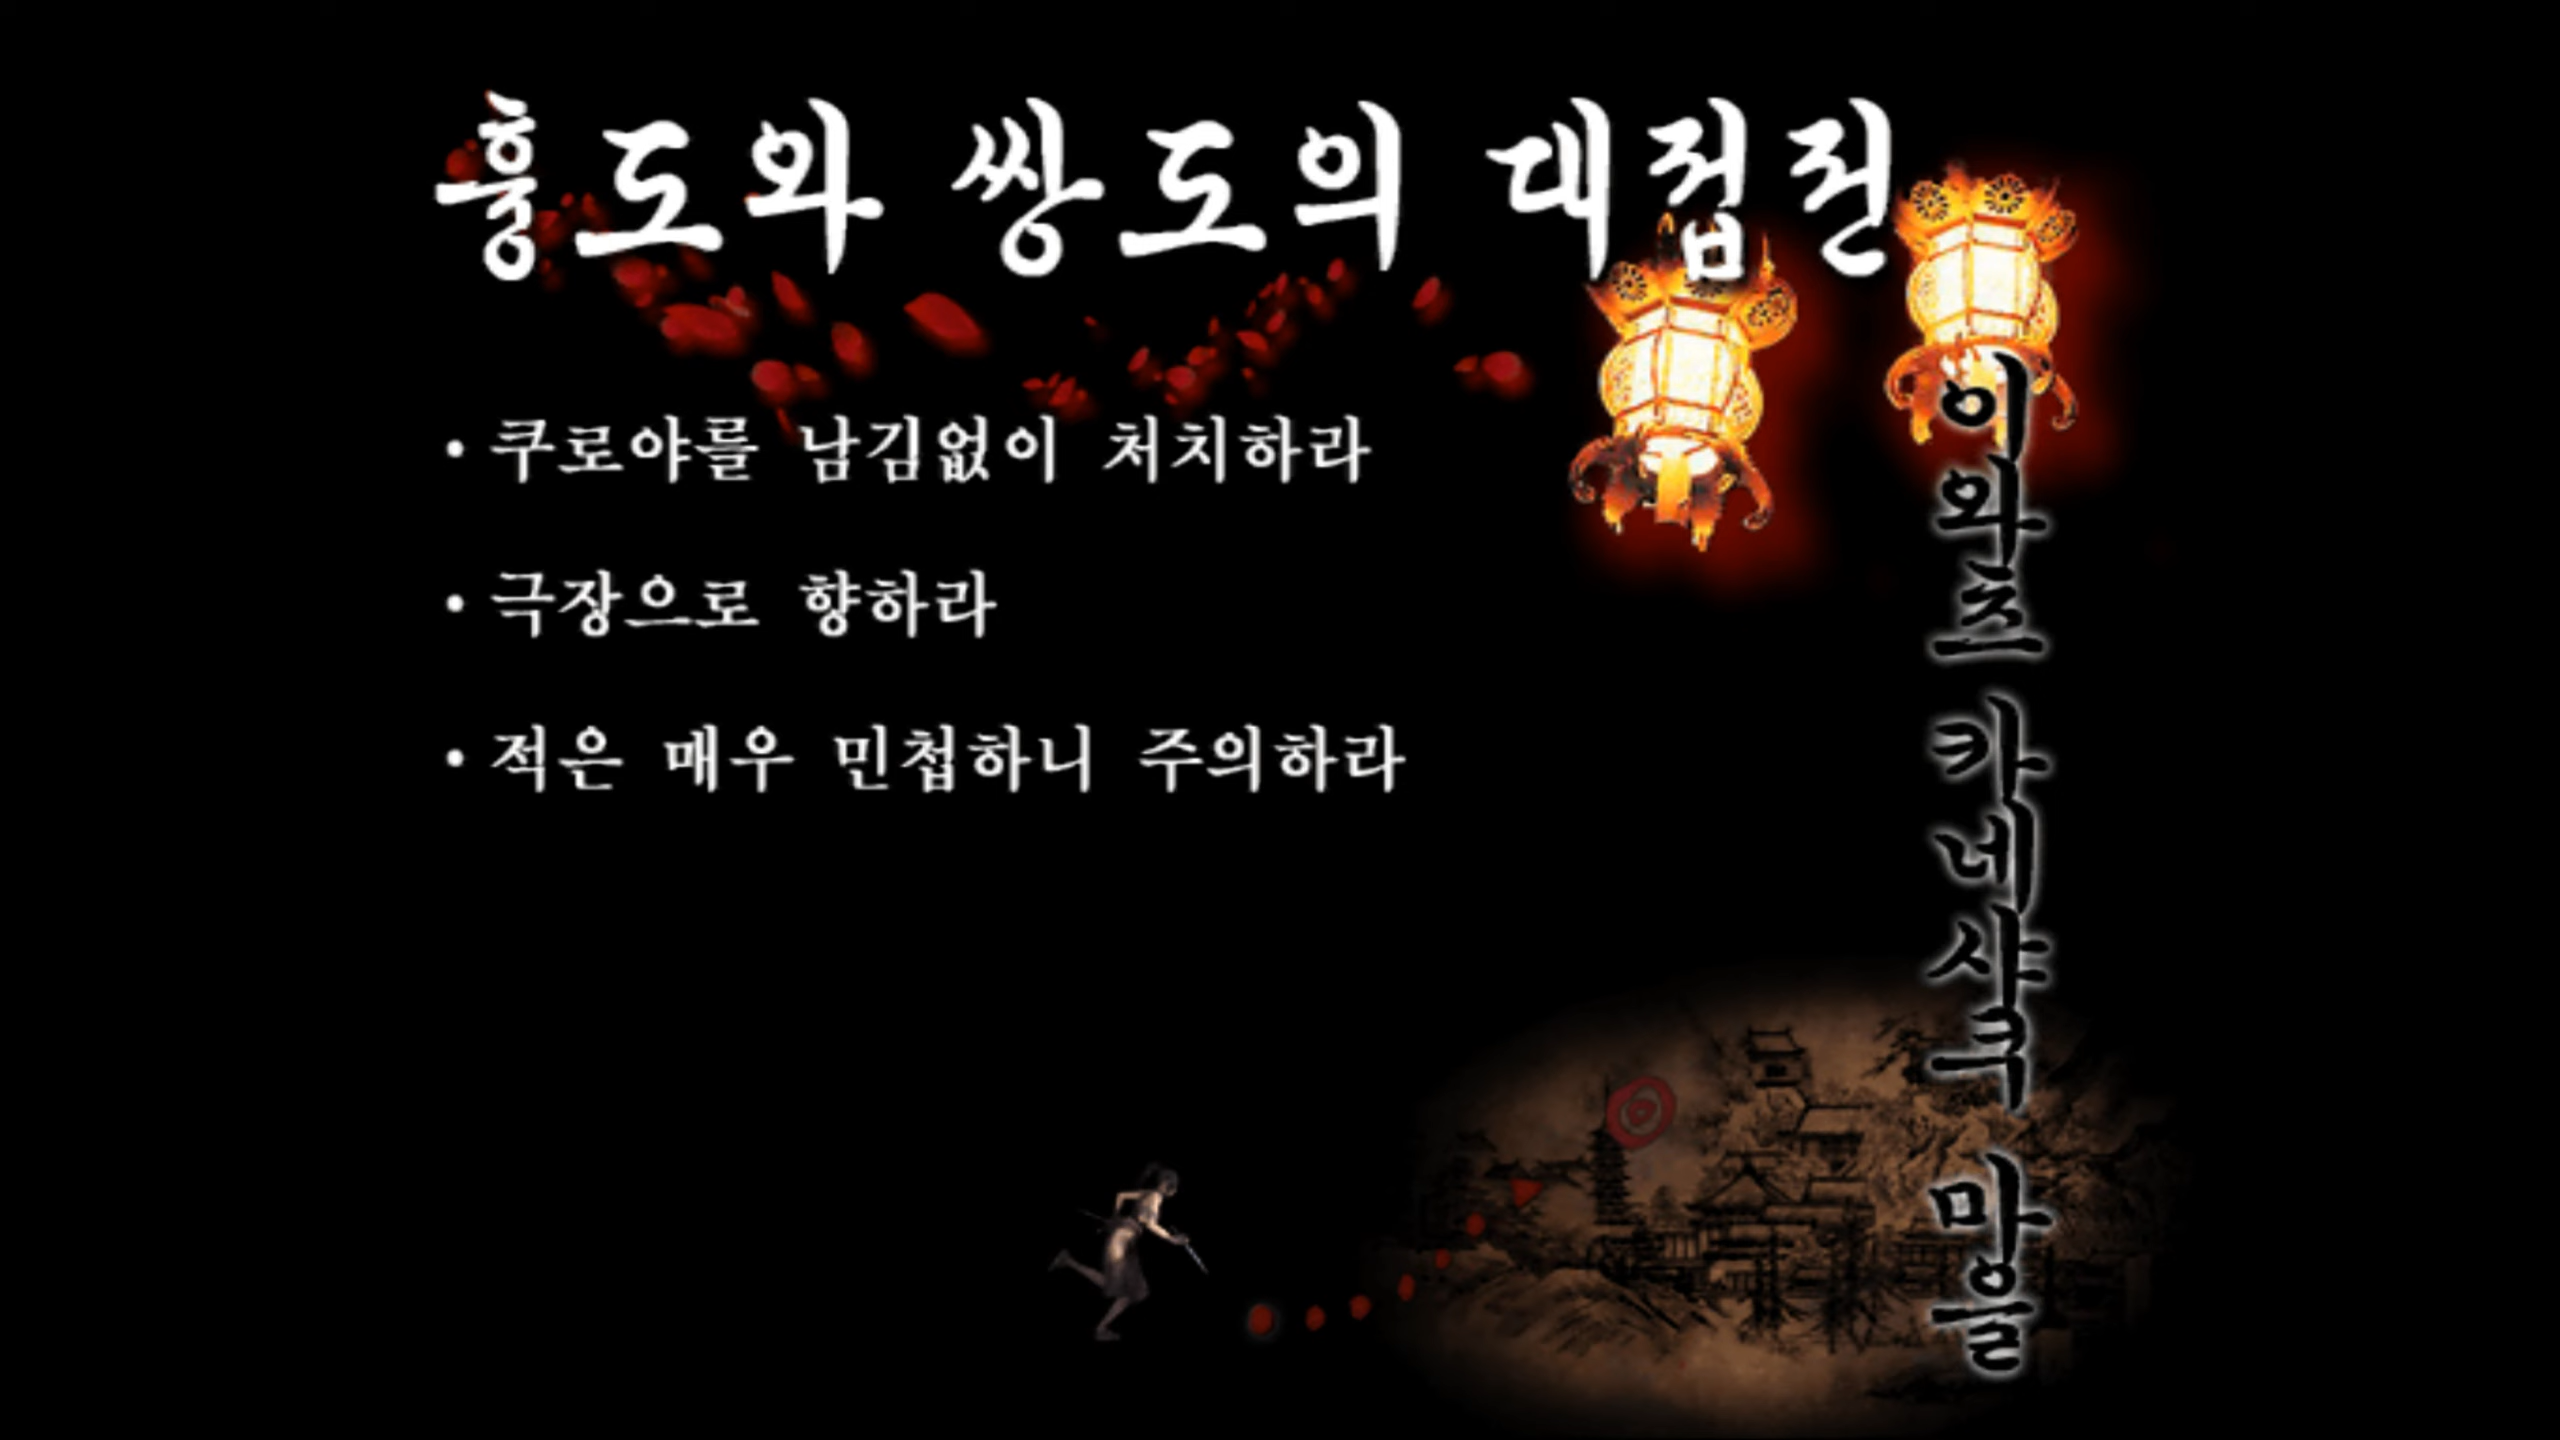 흉도와 쌍도의 대접전
• 쿠로야를 남김없이 처치하라
• 극장으로 향하라
• 적은 매우 민첩하니 주의하라
이와츠 카네샤쿠 마을